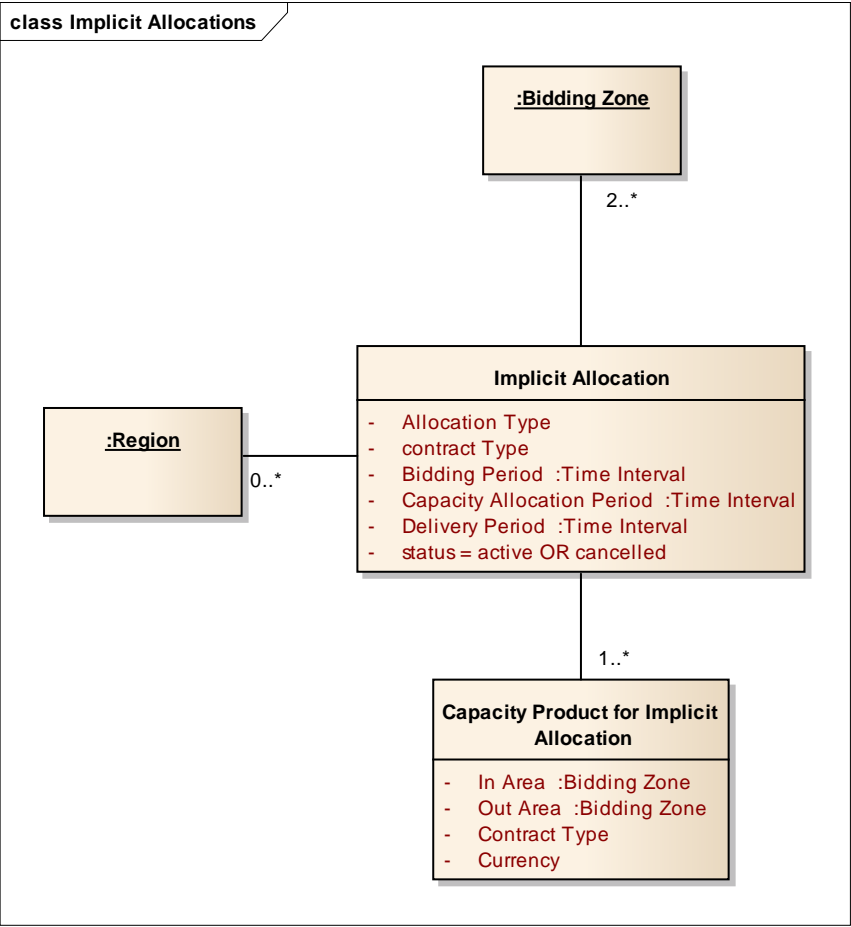 class Implicit Allocations
:Bidding Zone
2..*
Implicit Allocation
- Allocation Type
- contract Type
- Bidding Period :Time Interval
- Capacity Allocation Period :Time Interval
- Delivery Period :Time Interval
- status = active OR cancelled
:Region
0..*
1..*
Capacity Product for Implicit
Allocation
- In Area :Bidding Zone
- Out Area :Bidding Zone
- Contract Type
- Currency